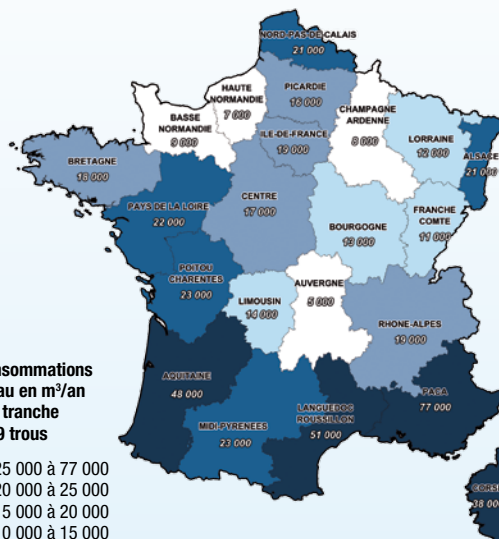 NORD-PAS-DE-CALAIS
21 000
PICARDIE
16 000
HAUTE
NORMANDIE
7 000
BASSE
NORMANDIE
9 000
CHAMPAGNE
ARDENNE
8 000
ILE-DE-FRANCE
19 000
LORRAINE
12 000
ALSACE
21 000
BRETAGNE
18 000
PAYS DE LA LOIRE
22 000
CENTRE
17 000
BOURGOGNE
13 000
FRANCHE
COMTE
11 000
POITOU
CHARENTES
23 000
LIMOUSIN
14 000
AUVERGNE
5 000
RHONE-ALPES
19 000
AQUITAINE
48 000
MIDI-PYRENEES
23 000
LANGUEDOC
ROUSSILLON
51 000
PACA
77 000
CORSE
38 000
nsommations
au en m³/an
tranche
9 trous
25 000 à 77 000
20 000 à 25 000
5 000 à 20 000
0 000 à 15 000